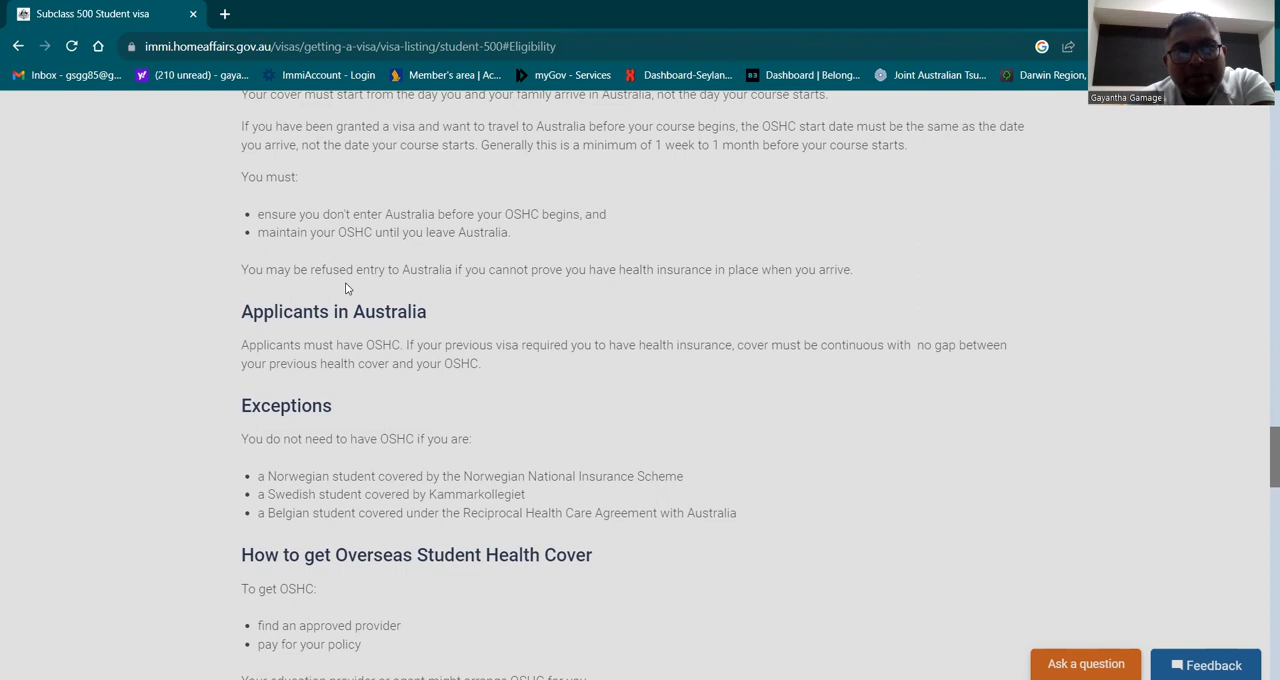 Subclass 500 Student visa
immi.homeaffairs.gov.au/visas/getting-a-visa/visa-listing/student-500#Eligibility
Inbox - gsgg85@g... (210 unread) - gaya... ImmiAccount - Login Member's area | Ac... myGov - Services Dashboard-Seylan... Dashboard | Belong... Joint Australian Tsu... Darwin Region,
Gayantha Gamage
Your cover must start from the day you and your family arrive in Australia, not the day your course starts.
If you have been granted a visa and want to travel to Australia before your course begins, the OSHC start date must be the same as the date
you arrive, not the date your course starts. Generally this is a minimum of 1 week to 1 month before your course starts.
You must:
• ensure you don't enter Australia before your OSHC begins, and
• maintain your OSHC until you leave Australia.
You may be refused entry to Australia if you cannot prove you have health insurance in place when you arrive.
Applicants in Australia
Applicants must have OSHC. If your previous visa required you to have health insurance, cover must be continuous with no gap between
your previous health cover and your OSHC.
Exceptions
You do not need to have OSHC if you are:
• a Norwegian student covered by the Norwegian National Insurance Scheme
• a Swedish student covered by Kammarkollegiet
• a Belgian student covered under the Reciprocal Health Care Agreement with Australia
How to get Overseas Student Health Cover
To get OSHC:
• find an approved provider
• pay for your policy
Your education provider or agent might arrange OSHC for you
Ask a question
Feedback